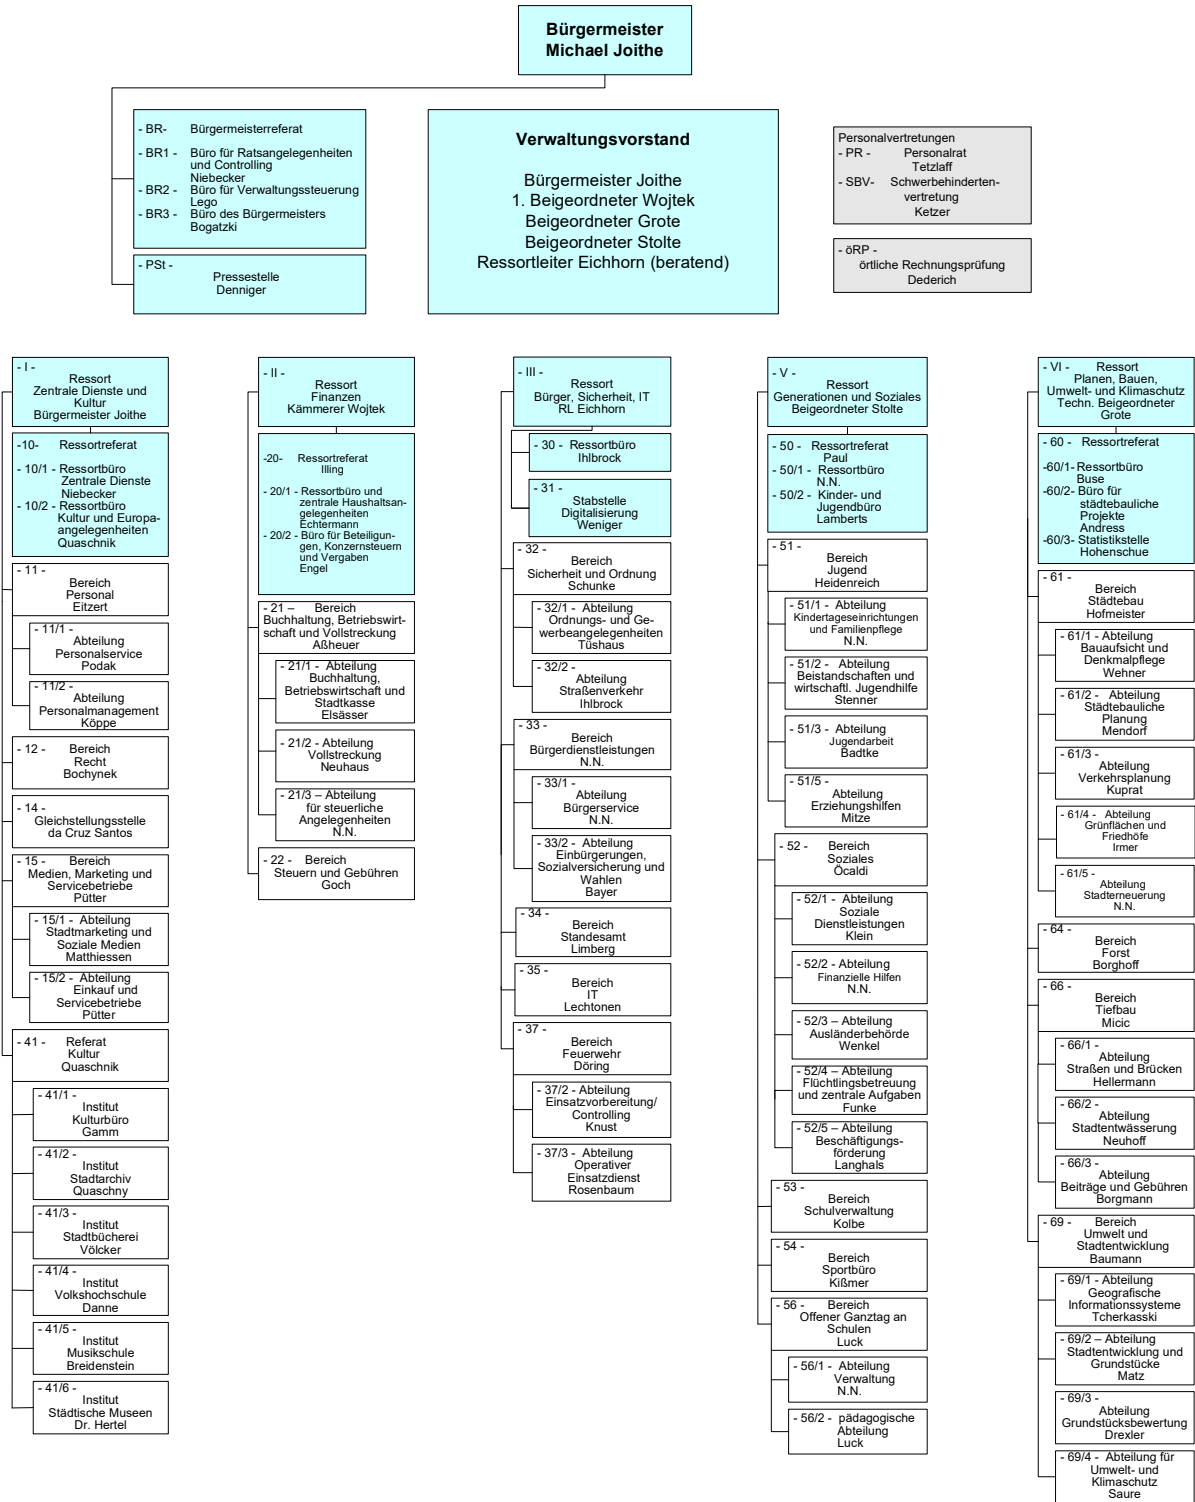 Bürgermeister
Michael Joithe
- BR- Bürgermeisterreferat
- BR1 - Büro für Ratsangelegenheiten
und Controlling
Niebecker
- BR2 - Büro für Verwaltungssteuerung
Lego
- BR3 - Büro des Bürgermeisters
Bogatzki
- PSt -
Pressestelle
Denniger
Verwaltungsvorstand
Bürgermeister Joithe
1. Beigeordneter Wojtek
Beigeordneter Grote
Beigeordneter Stolte
Ressortleiter Eichhorn (beratend)
Personalvertretungen
- PR - Personalrat
Tetzlaff
- SBV- Schwerbehinderten-
vertretung
Ketzer
- öRP -
örtliche Rechnungsprüfung
Dederich
- I -
Ressort
Zentrale Dienste und
Kultur
Bürgermeister Joithe
-10- Ressortreferat
- 10/1 - Ressortbüro
Zentrale Dienste
Niebecker
- 10/2 - Ressortbüro
Kultur und Europa-
angelegenheiten
Quaschnik
- 11 -
Bereich
Personal
Eitzert
- 11/1 -
Abteilung
Personalservice
Podak
- 11/2 -
Abteilung
Personalmanagement
Köppe
- 12 - Bereich
Recht
Bochynek
- 14 -
Gleichstellungsstelle
da Cruz Santos
- 15 - Bereich
Medien, Marketing und
Servicebetriebe
Pütter
- 15/1 - Abteilung
Stadtmarketing und
Soziale Medien
Matthiessen
- 15/2 - Abteilung
Einkauf und
Servicebetriebe
Pütter
- 41 - Referat
Kultur
Quaschnik
- 41/1 -
Institut
Kulturbüro
Gamm
- 41/2 -
Institut
Stadtarchiv
Quaschny
- 41/3 -
Institut
Stadtbücherei
Völcker
- 41/4 -
Institut
Volkshochschule
Danne
- 41/5 -
Institut
Musikschule
Breidenstein
- 41/6 -
Institut
Städtische Museen
Dr. Hertel
- II -
Ressort
Finanzen
Kämmerer Wojtek
-20- Ressortreferat
Illing
- 20/1 - Ressortbüro und
zentrale Haushaltsan-
gelegenheiten
Echtermann
- 20/2 - Büro für Beteiligun-
gen, Konzernsteuern
und Vergaben
Engel
- 21 – Bereich
Buchhaltung, Betriebswirt-
schaft und Vollstreckung
Aßheuer
- 21/1 - Abteilung
Buchhaltung,
Betriebswirtschaft und
Stadtkasse
Elsässer
- 21/2 - Abteilung
Vollstreckung
Neuhaus
- 21/3 – Abteilung
für steuerliche
Angelegenheiten
N.N.
- 22 - Bereich
Steuern und Gebühren
Goch
- III -
Ressort
Bürger, Sicherheit, IT
RL Eichhorn
- 30 - Ressortbüro
Ihlbrock
- 31 -
Stabstelle
Digitalisierung
Weniger
- 32 -
Bereich
Sicherheit und Ordnung
Schunke
- 32/1 - Abteilung
Ordnungs- und Ge-
werbeangelegenheiten
Tüshaus
- 32/2 -
Abteilung
Straßenverkehr
Ihlbrock
- 33 -
Bereich
Bürgerdienstleistungen
N.N.
- 33/1 -
Abteilung
Bürgerservice
N.N.
- 33/2 - Abteilung
Einbürgerungen,
Sozialversicherung und
Wahlen
Bayer
- 34 -
Bereich
Standesamt
Limberg
- 35 -
Bereich
IT
Lechtonen
- 37 -
Bereich
Feuerwehr
Döring
- 37/2 - Abteilung
Einsatzvorbereitung/
Controlling
Knust
- 37/3 - Abteilung
Operativer
Einsatzdienst
Rosenbaum
- V -
Ressort
Generationen und Soziales
Beigeordneter Stolte
- 50 - Ressortreferat
Paul
- 50/1 - Ressortbüro
N.N.
- 50/2 - Kinder- und
Jugendbüro
Lamberts
- 51 -
Bereich
Jugend
Heidenreich
- 51/1 - Abteilung
Kindertageseinrichtungen
und Familienpflege
N.N.
- 51/2 - Abteilung
Beistandschaften und
wirtschaftl. Jugendhilfe
Stenner
- 51/3 - Abteilung
Jugendarbeit
Badtke
- 51/5 -
Abteilung
Erziehungshilfen
Mitze
- 52 - Bereich
Soziales
Öcaldi
- 52/1 - Abteilung
Soziale
Dienstleistungen
Klein
- 52/2 - Abteilung
Finanzielle Hilfen
N.N.
- 52/3 – Abteilung
Ausländerbehörde
Wenkel
- 52/4 – Abteilung
Flüchtlingsbetreuung
und zentrale Aufgaben
Funke
- 52/5 – Abteilung
Beschäftigungs-
förderung
Langhals
- 53 -
Bereich
Schulverwaltung
Kolbe
- 54 -
Bereich
Sportbüro
Kißmer
- 56 - Bereich
Offener Ganztag an
Schulen
Luck
- 56/1 - Abteilung
Verwaltung
N.N.
- 56/2 - pädagogische
Abteilung
Luck
- VI - Ressort
Planen, Bauen,
Umwelt- und Klimaschutz
Techn. Beigeordneter
Grote
- 60 - Ressortreferat
-60/1- Ressortbüro
Buse
-60/2- Büro für
städtebauliche
Projekte
Andress
-60/3- Statistikstelle
Hohenschue
- 61 -
Bereich
Städtebau
Hofmeister
- 61/1 - Abteilung
Bauaufsicht und
Denkmalpflege
Wehner
- 61/2 - Abteilung
Städtebauliche
Planung
Mendorf
- 61/3 -
Abteilung
Verkehrsplanung
Kuprat
- 61/4 - Abteilung
Grünflächen und
Friedhöfe
Irmer
- 61/5 -
Abteilung
Stadterneuerung
N.N.
- 64 -
Bereich
Forst
Borghoff
- 66 -
Bereich
Tiefbau
Micic
- 66/1 -
Abteilung
Straßen und Brücken
Hellermann
- 66/2 -
Abteilung
Stadtentwässerung
Neuhoff
- 66/3 -
Abteilung
Beiträge und Gebühren
Borgmann
- 69 - Bereich
Umwelt und
Stadtentwicklung
Baumann
- 69/1 - Abteilung
Geografische
Informationssysteme
Tcherkasski
- 69/2 – Abteilung
Stadtentwicklung und
Grundstücke
Matz
- 69/3 -
Abteilung
Grundstücksbewertung
Drexler
- 69/4 - Abteilung für
Umwelt- und
Klimaschutz
Saure